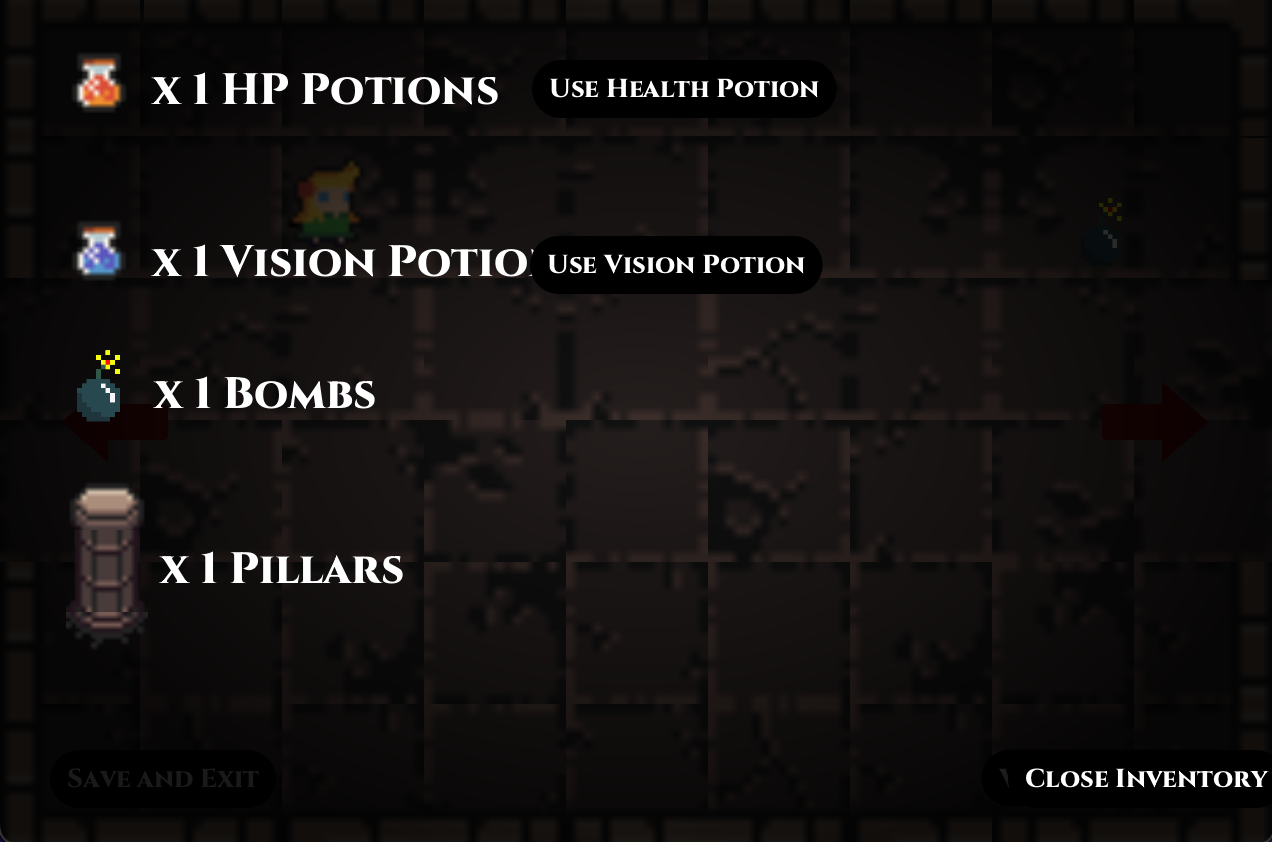 x 1 HP Potions
Use Health Potion
x 1 Vision Potio
Use Vision Potion
x 1 Bombs
x 1 Pillars
Save and Exit
Close Inventory